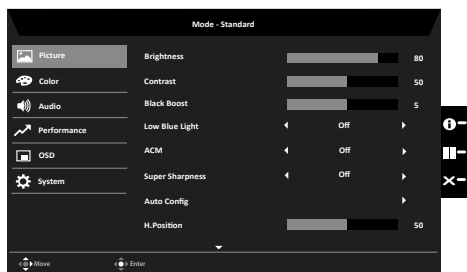 Mode - Standard
Picture
Color
Audio
Performance
OSD
System
Brightness 80
Contrast 50
Black Boost 5
Low Blue Light Off
ACM Off
Super Sharpness Off
Auto Config
H.Position 50
Move Enter